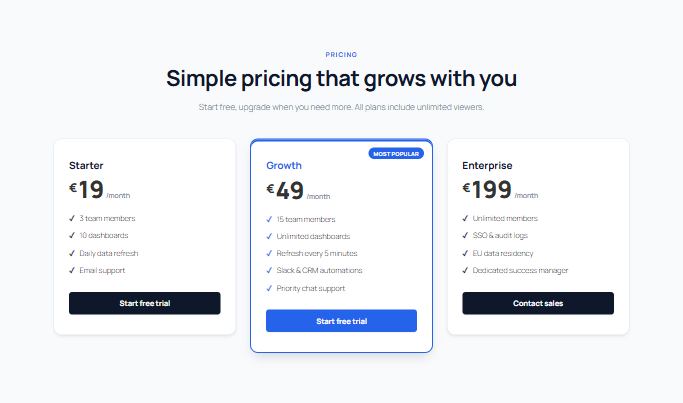 PRICING
Simple pricing that grows with you
Start free, upgrade when you need more. All plans include unlimited viewers.
Starter
€19 /month
✓ 3 team members
✓ 10 dashboards
✓ Daily data refresh
✓ Email support
Start free trial
MOST POPULAR
Growth
€49 /month
✓ 15 team members
✓ Unlimited dashboards
✓ Refresh every 5 minutes
✓ Slack & CRM automations
✓ Priority chat support
Start free trial
Enterprise
€199 /month
✓ Unlimited members
✓ SSO & audit logs
✓ EU data residency
✓ Dedicated success manager
Contact sales